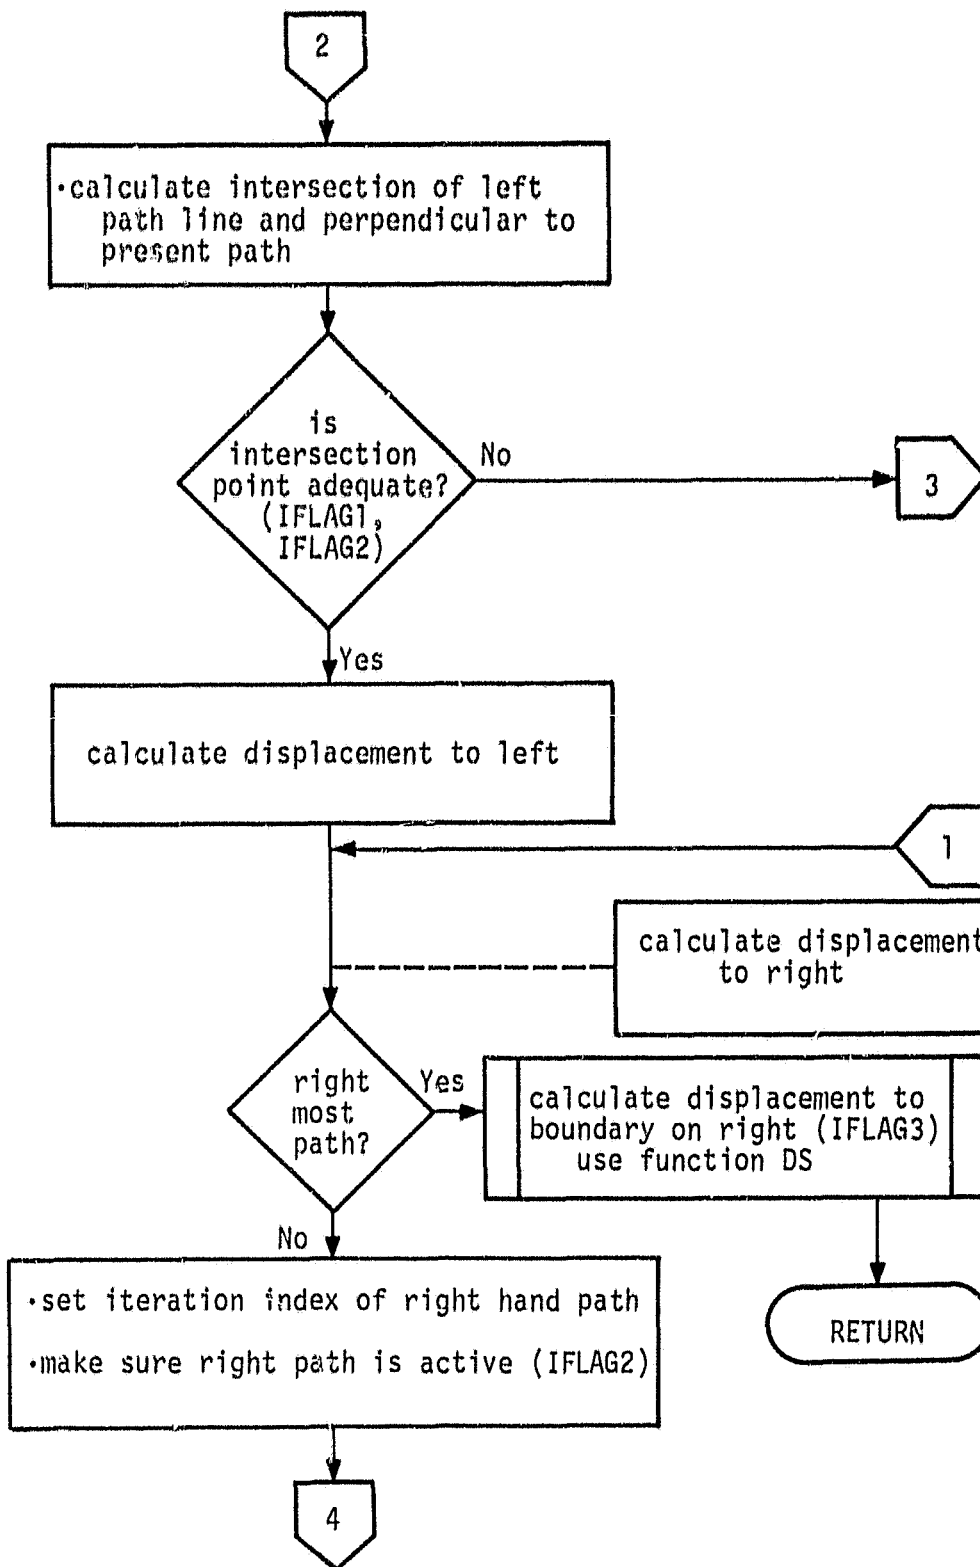 2
·calculate intersection of left
path line and perpendicular to
present path
is
intersection
point adequate?
(IFLAG1,
IFLAG2)
No
3
Yes
calculate displacement to left
1
calculate displacement
to right
right
most
path?
Yes
calculate displacement to
boundary on right (IFLAG3)
use function DS
No
·set iteration index of right hand path
·make sure right path is active (IFLAG2)
RETURN
4